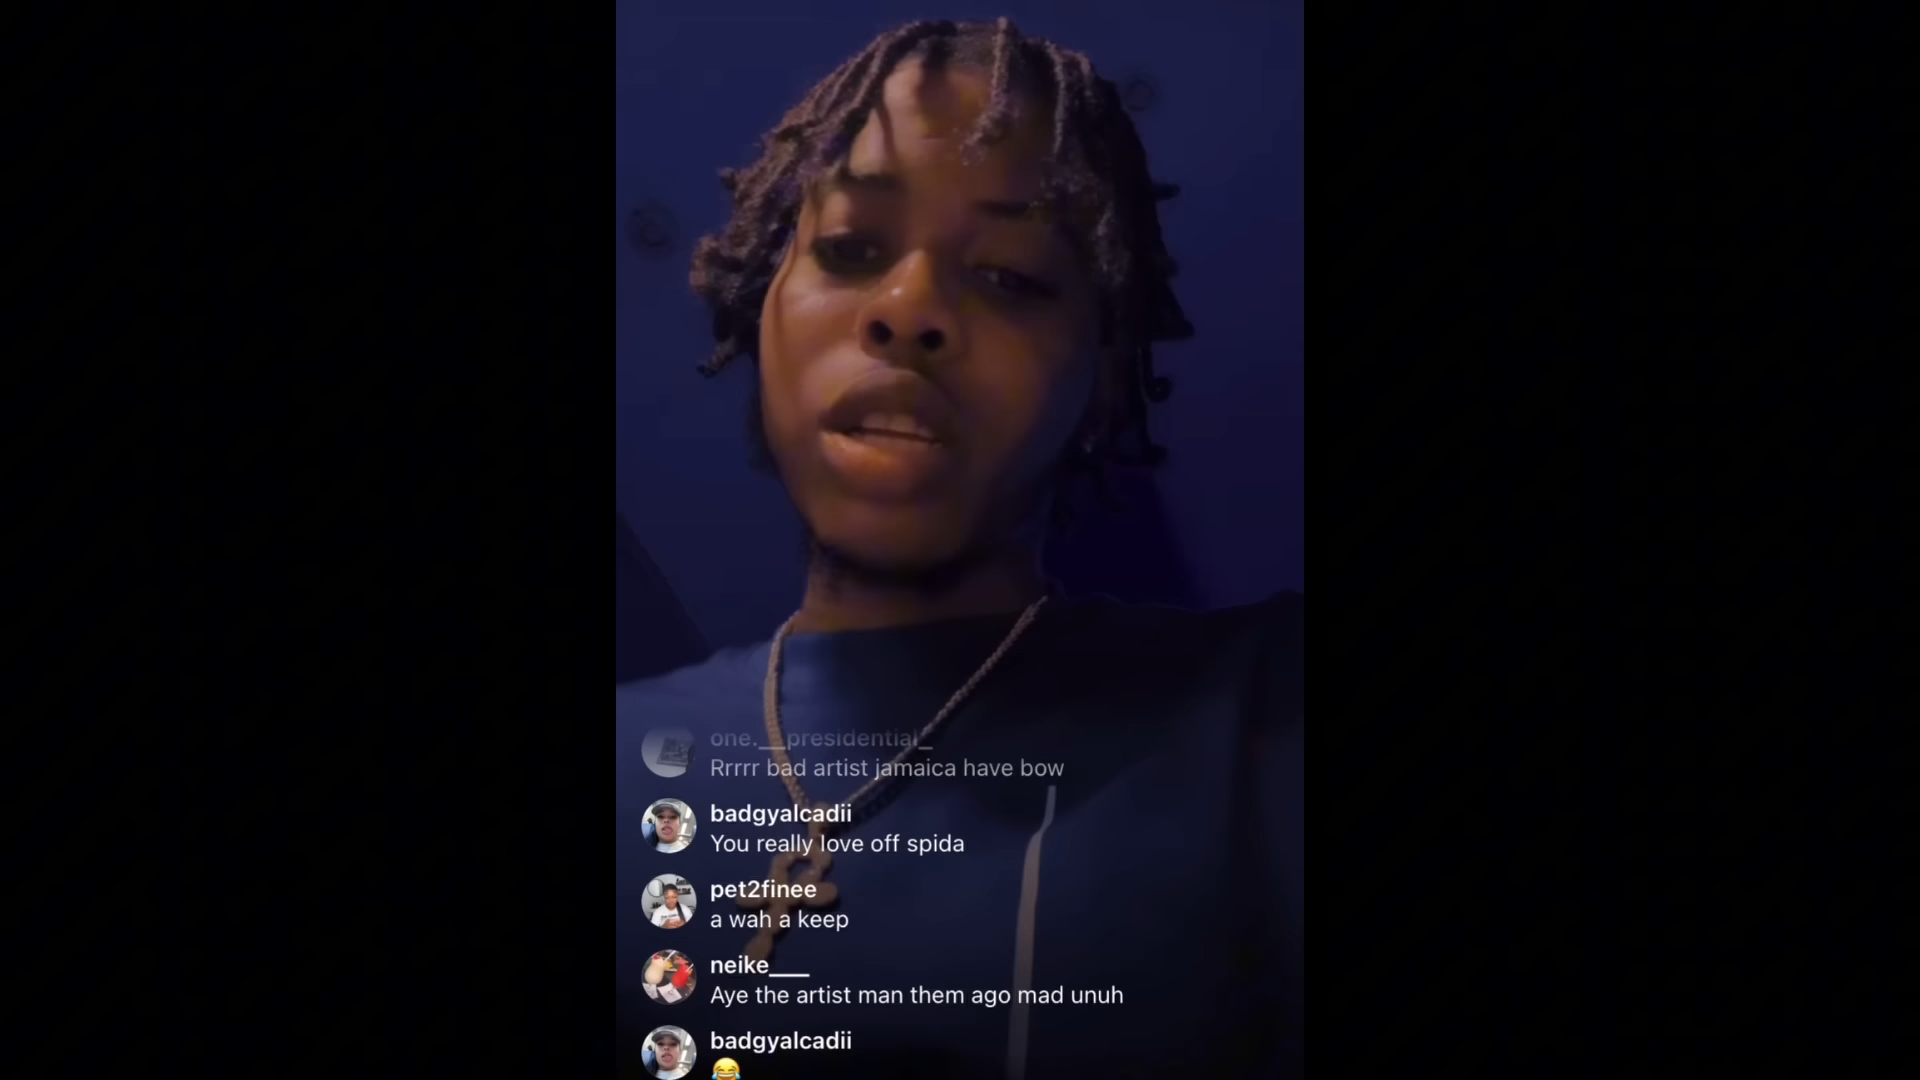 one.__presidential_
Rrrrr bad artist jamaica have bow
badgyalcadii
You really love off spida
pet2finee
a wah a keep
neike___
Aye the artist man them ago mad unuh
badgyalcadii
😂